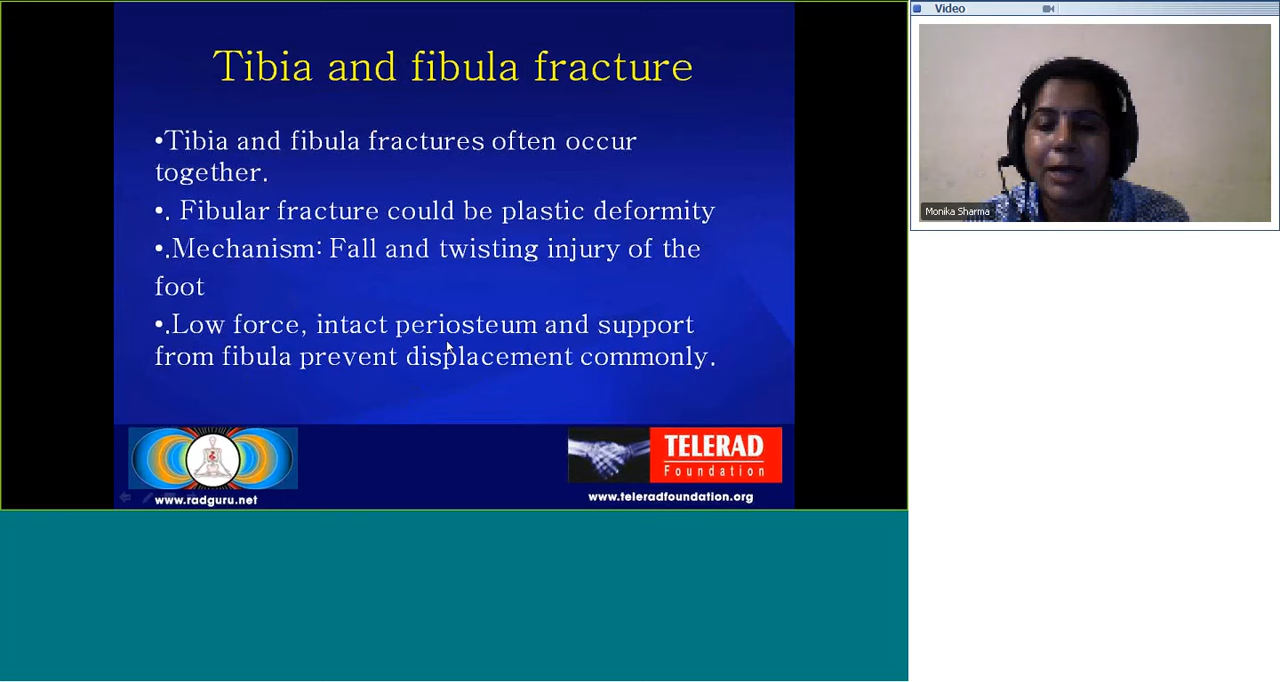 Tibia and fibula fracture
•Tibia and fibula fractures often occur
together.
•. Fibular fracture could be plastic deformity
•.Mechanism: Fall and twisting injury of the
foot
•.Low force, intact periosteum and support
from fibula prevent displacement commonly.
www.radguru.net
TELERAD
Foundation
www.teleradfoundation.org
Video
Monika Sharma